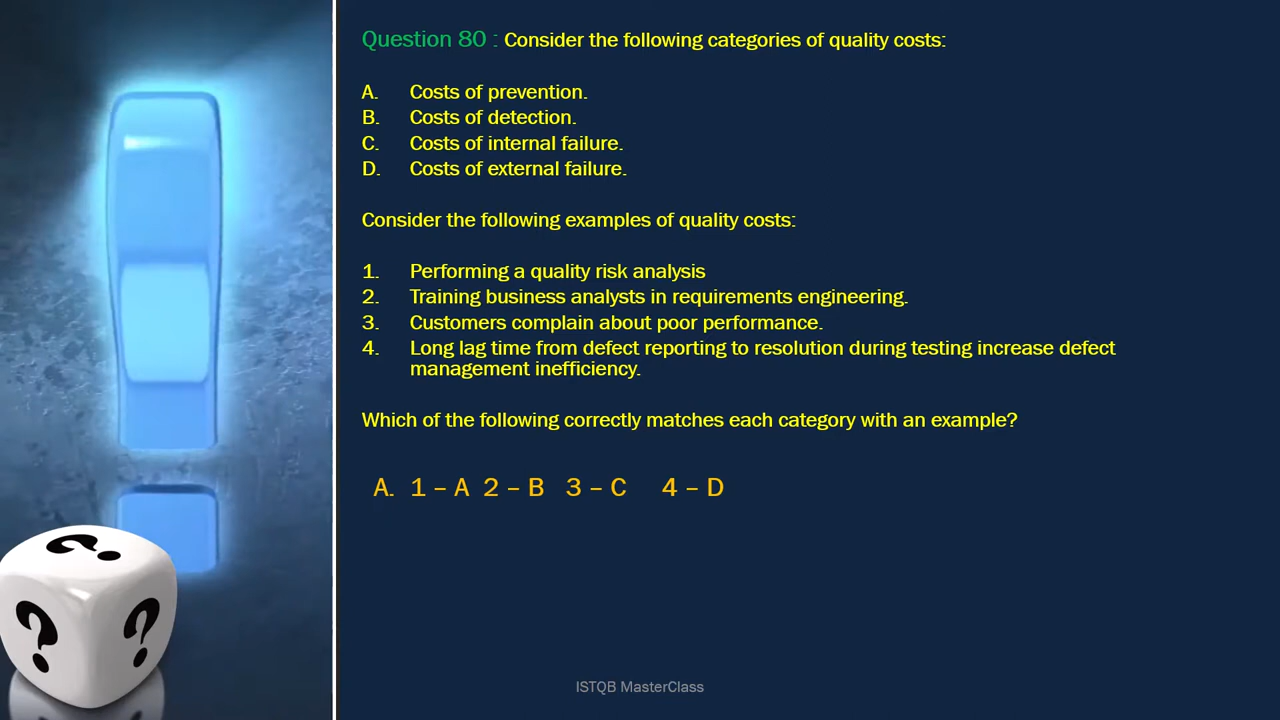 Question 80 : Consider the following categories of quality costs:
A. Costs of prevention.
B. Costs of detection.
C. Costs of internal failure.
D. Costs of external failure.
Consider the following examples of quality costs:
1. Performing a quality risk analysis
2. Training business analysts in requirements engineering.
3. Customers complain about poor performance.
4. Long lag time from defect reporting to resolution during testing increase defect
management inefficiency.
Which of the following correctly matches each category with an example?
A. 1 – A 2 – B 3 – C 4 – D
? ? ?
ISTQB MasterClass